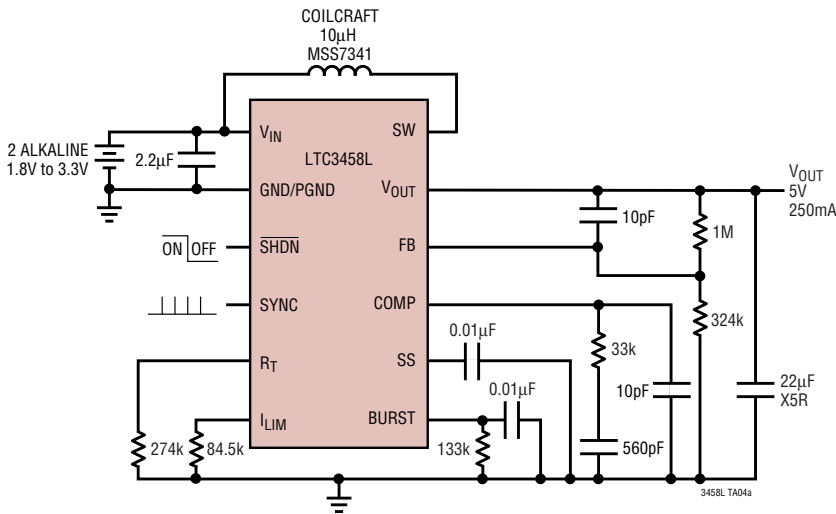 COILCRAFT
10µH
MSS7341
2 ALKALINE
1.8V to 3.3V
2.2µF
VIN
SW
LTC3458L
GND/PGND
VOUT
VOUT
5V
250mA
10pF
1M
ON OFF
SHDN
FB
SYNC
COMP
324k
0.01µF
33k
RT
SS
0.01µF
10pF
22µF
X5R
ILIM
BURST
274k
84.5k
133k
560pF
3458L TA04a